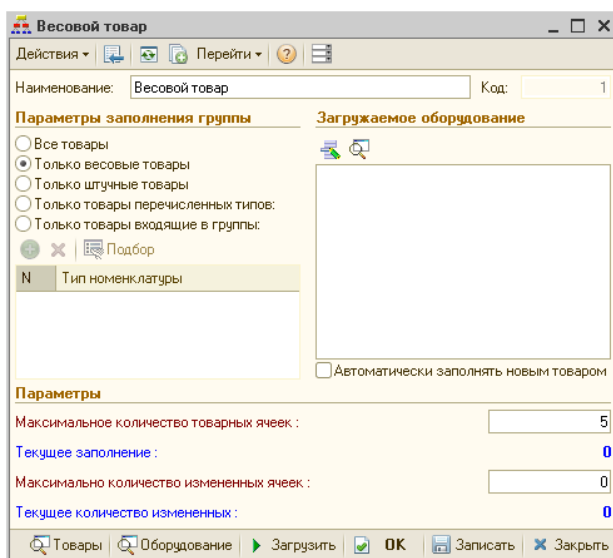 Весовой товар
Действия Перейти
Наименование: Весовой товар Код: 1
Параметры заполнения группы
Все товары
Только весовые товары
Только штучные товары
Только товары перечисленных типов:
Только товары входящие в группы:
Подбор
N Тип номенклатуры
Загружаемое оборудование
Автоматически заполнять новым товаром
Параметры
Максимальное количество товарных ячеек : 5
Текущее заполнение : 0
Максимально количество измененных ячеек : 0
Текущее количество измененных : 0
Товары Оборудование Загрузить OK Записать Закрыть